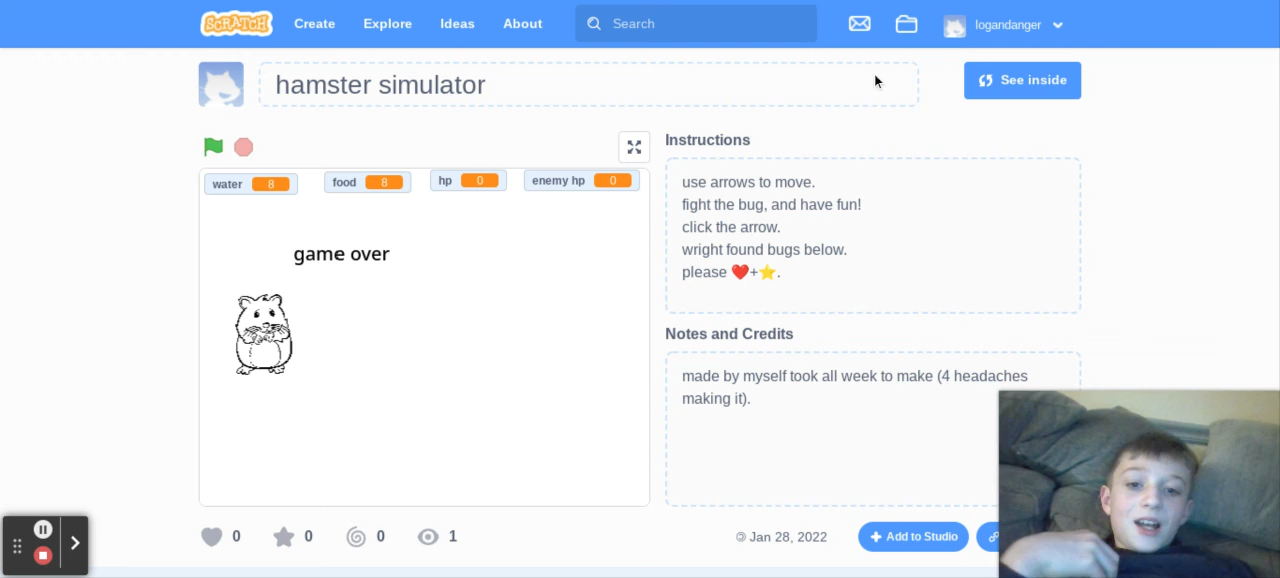 SCRATCH Create Explore Ideas About Search logandanger
hamster simulator
See inside
Instructions
water 8 food 8 hp 0 enemy hp 0
use arrows to move.
fight the bug, and have fun!
click the arrow.
wright found bugs below.
please ❤️+⭐.
game over
Notes and Credits
made by myself took all week to make (4 headaches
making it).
0 0 0 1
© Jan 28, 2022
Add to Studio